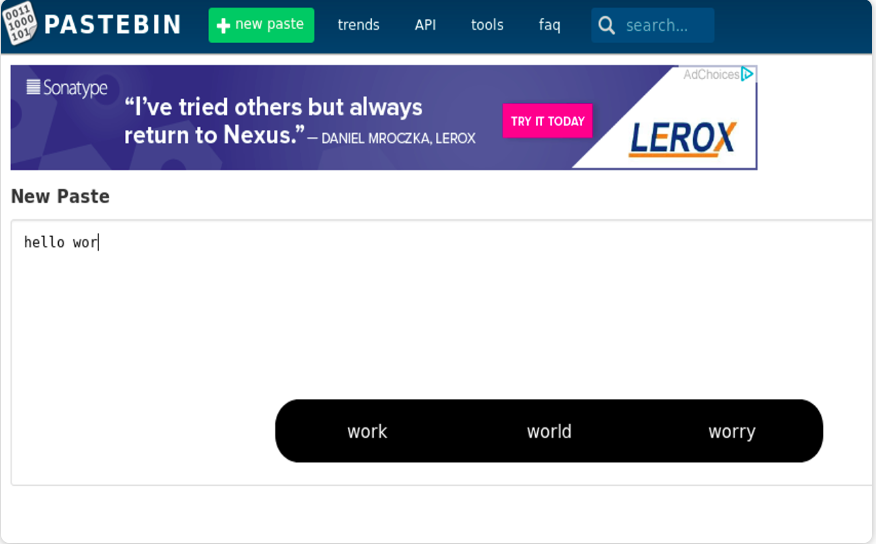 0011
1000
101
PASTEBIN
+ new paste
trends
API
tools
faq
search...
AdChoices
Sonatype
“I’ve tried others but always
return to Nexus.” — DANIEL MROCZKA, LEROX
TRY IT TODAY
LEROX
New Paste
hello wor
work world worry